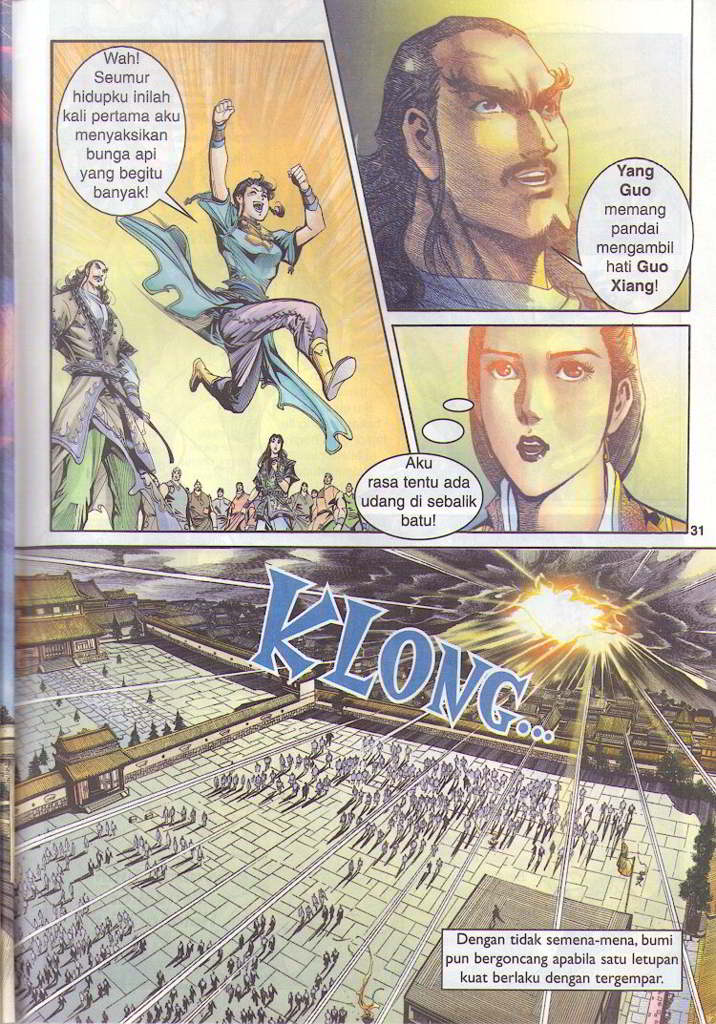 Wah!
Seumur
hidupku inilah
kali pertama aku
menyaksikan
bunga api
yang begitu
banyak!
Yang
Guo
memang
pandai
mengambil
hati Guo
Xiang!
Aku
rasa tentu ada
udang di sebalik
batu!
31
KLONG...
Dengan tidak semena-mena, bumi
pun bergoncang apabila satu letupan
kuat berlaku dengan tergempar.